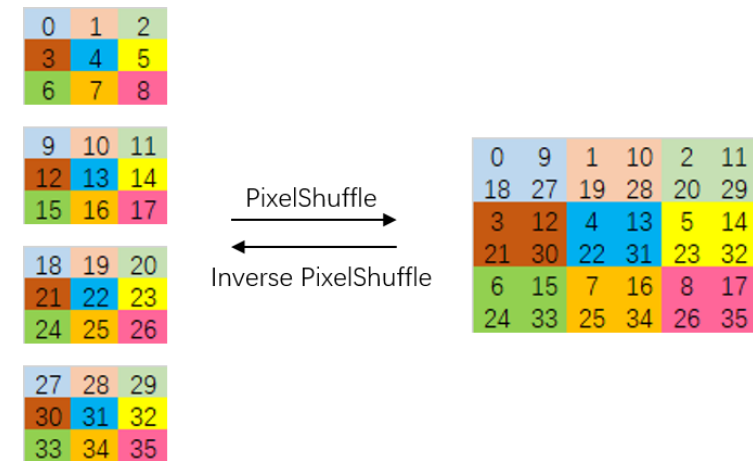 0 1 2
3 4 5
6 7 8
9 10 11
12 13 14
15 16 17
18 19 20
21 22 23
24 25 26
27 28 29
30 31 32
33 34 35
PixelShuffle
Inverse PixelShuffle
0 9 1 10 2 11
18 27 19 28 20 29
3 12 4 13 5 14
21 30 22 31 23 32
6 15 7 16 8 17
24 33 25 34 26 35